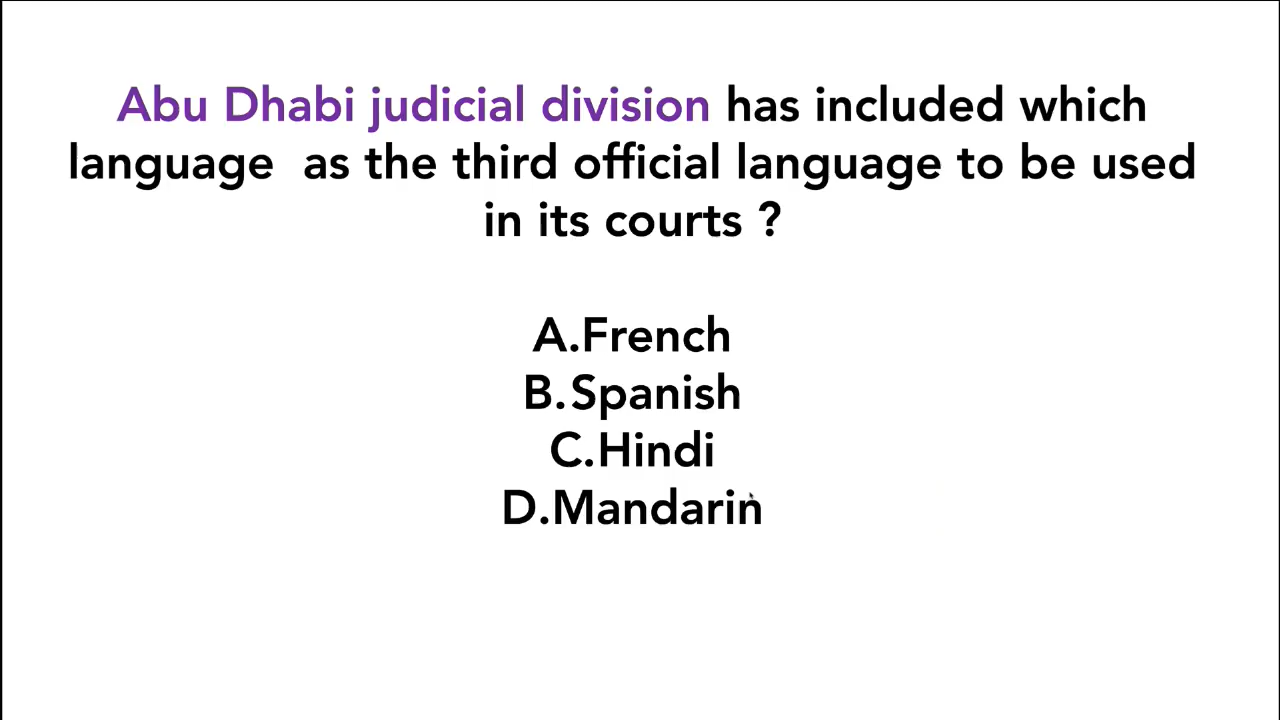 Abu Dhabi judicial division has included which
language as the third official language to be used
in its courts ?
A.French
B.Spanish
C.Hindi
D.Mandarin